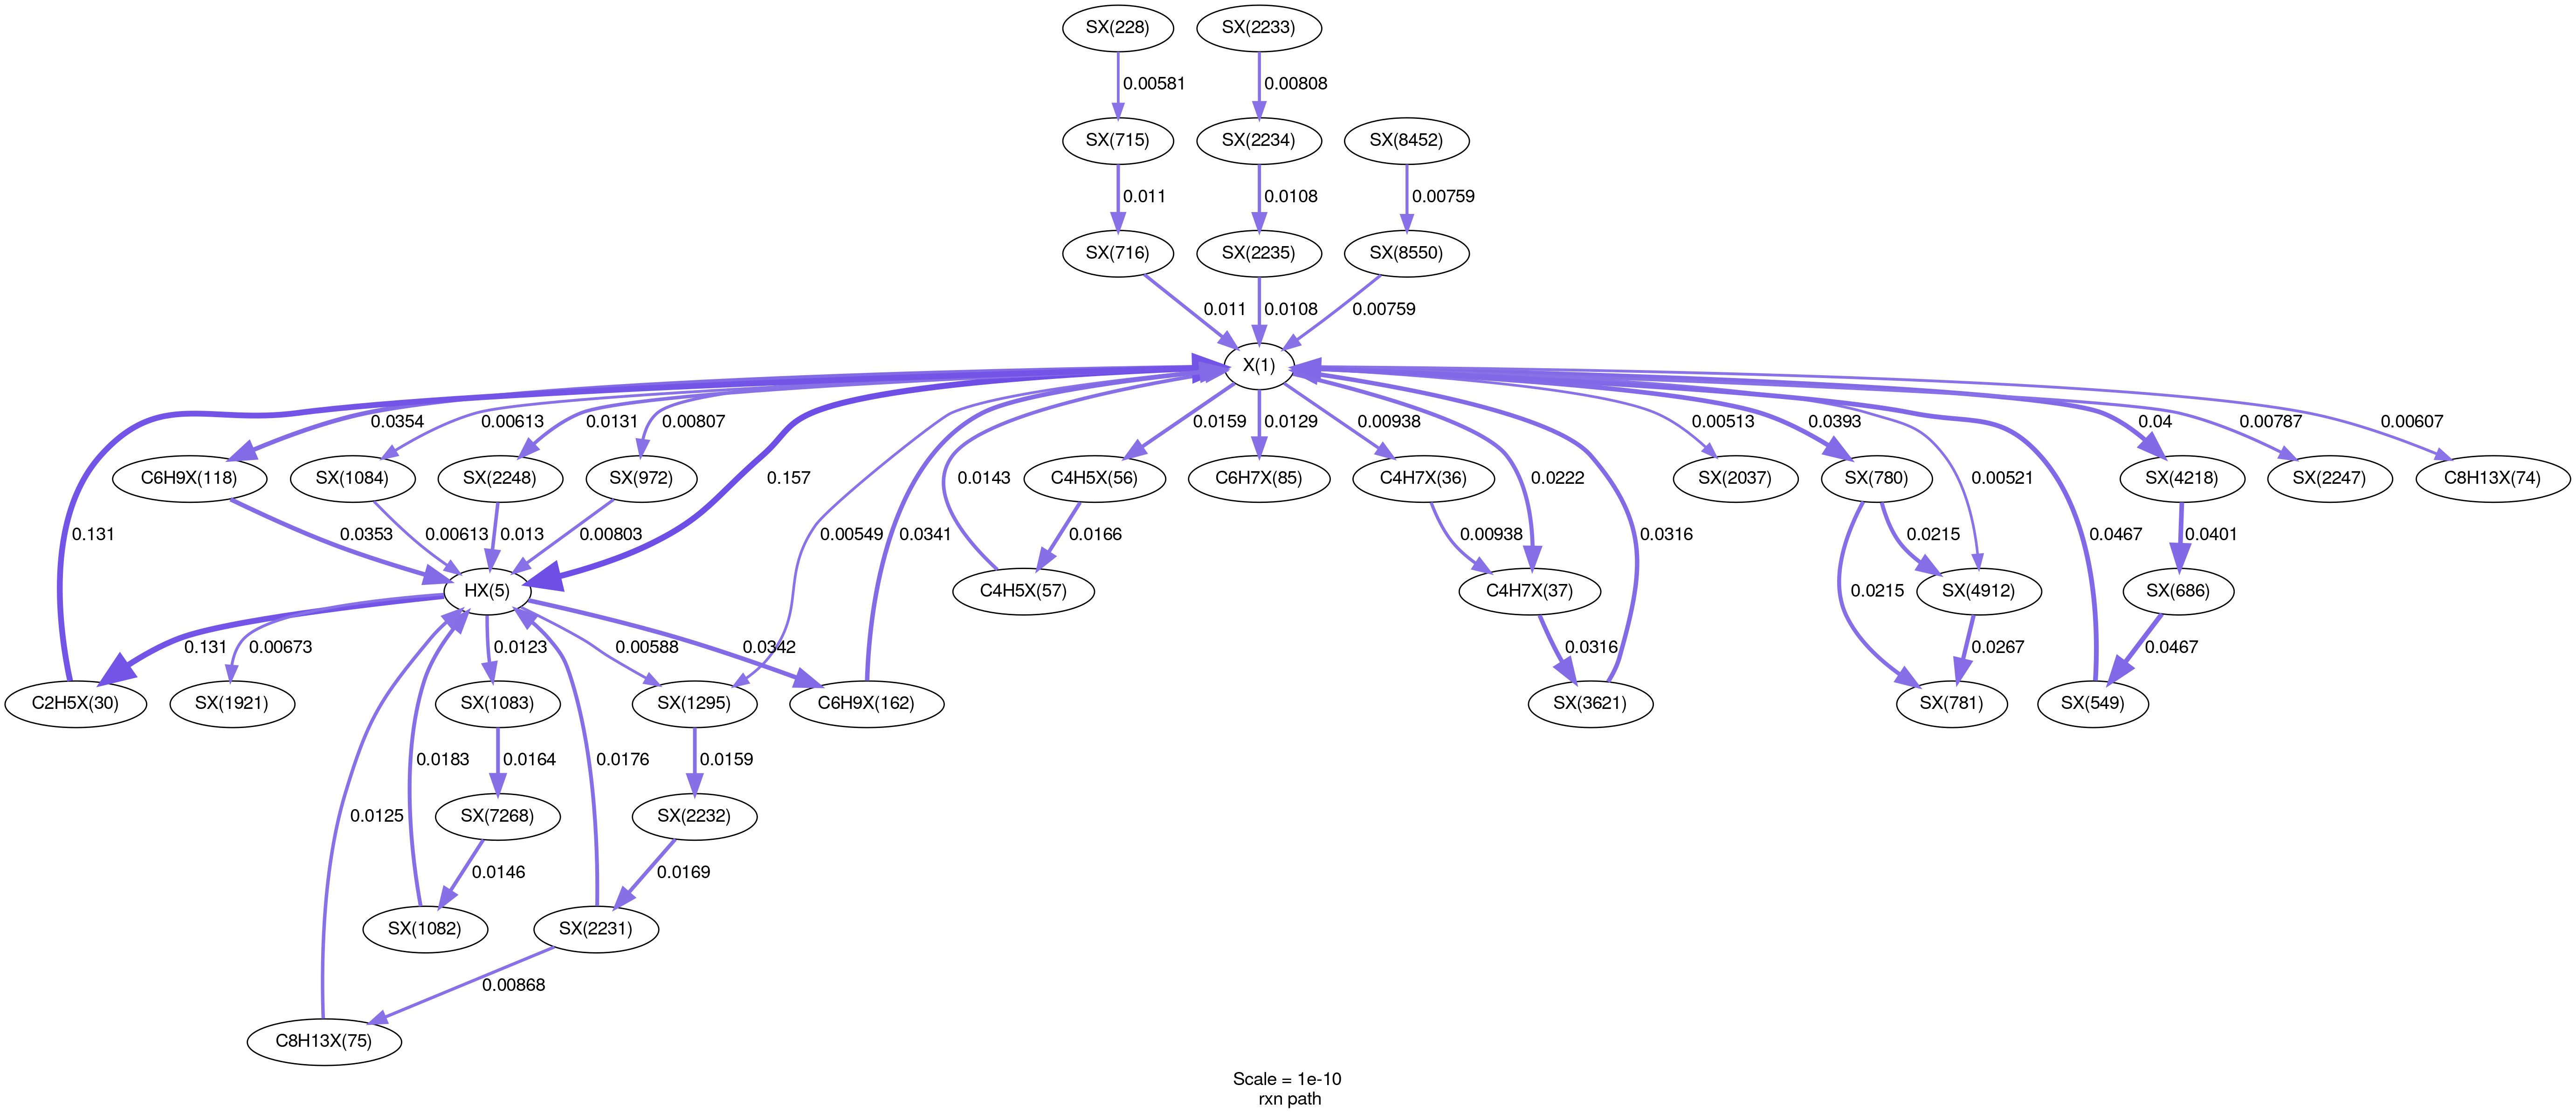 SX(228) SX(2233)
0.00581 0.00808
SX(715) SX(2234) SX(8452)
0.011 0.0108 0.00759
SX(716) SX(2235) SX(8550)
0.011 0.0108 0.00759
X(1)
0.0354 0.00613 0.0131 0.00807 0.0159 0.0129 0.00938 0.00513 0.0393 0.04 0.00787 0.00607
C6H9X(118) SX(1084) SX(2248) SX(972) 0.157 0.0143 C4H5X(56) C6H7X(85) C4H7X(36) 0.0222 SX(2037) SX(780) 0.00521 SX(4218) SX(2247) C8H13X(74)
0.131 0.0353 0.00613 0.013 0.00803 0.00549 0.0341 0.0166 0.00938 0.0316 0.0215 0.0467 0.0401
HX(5) C4H5X(57) C4H7X(37) 0.0215 SX(4912) SX(686)
0.131 0.00673 0.0123 0.00588 0.0342 0.0316 0.0267 0.0467
C2H5X(30) SX(1921) SX(1083) SX(1295) C6H9X(162) SX(3621) SX(781) SX(549)
0.0183 0.0164 0.0176 0.0159
0.0125 SX(7268) SX(2232)
0.0146 0.0169
SX(1082) SX(2231)
0.00868
C8H13X(75)
Scale = 1e-10
rxn path